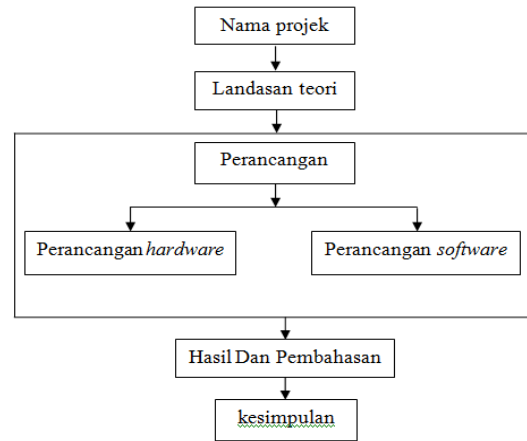 Nama projek
Landasan teori
Perancangan
Perancangan hardware
Perancangan software
Hasil Dan Pembahasan
kesimpulan